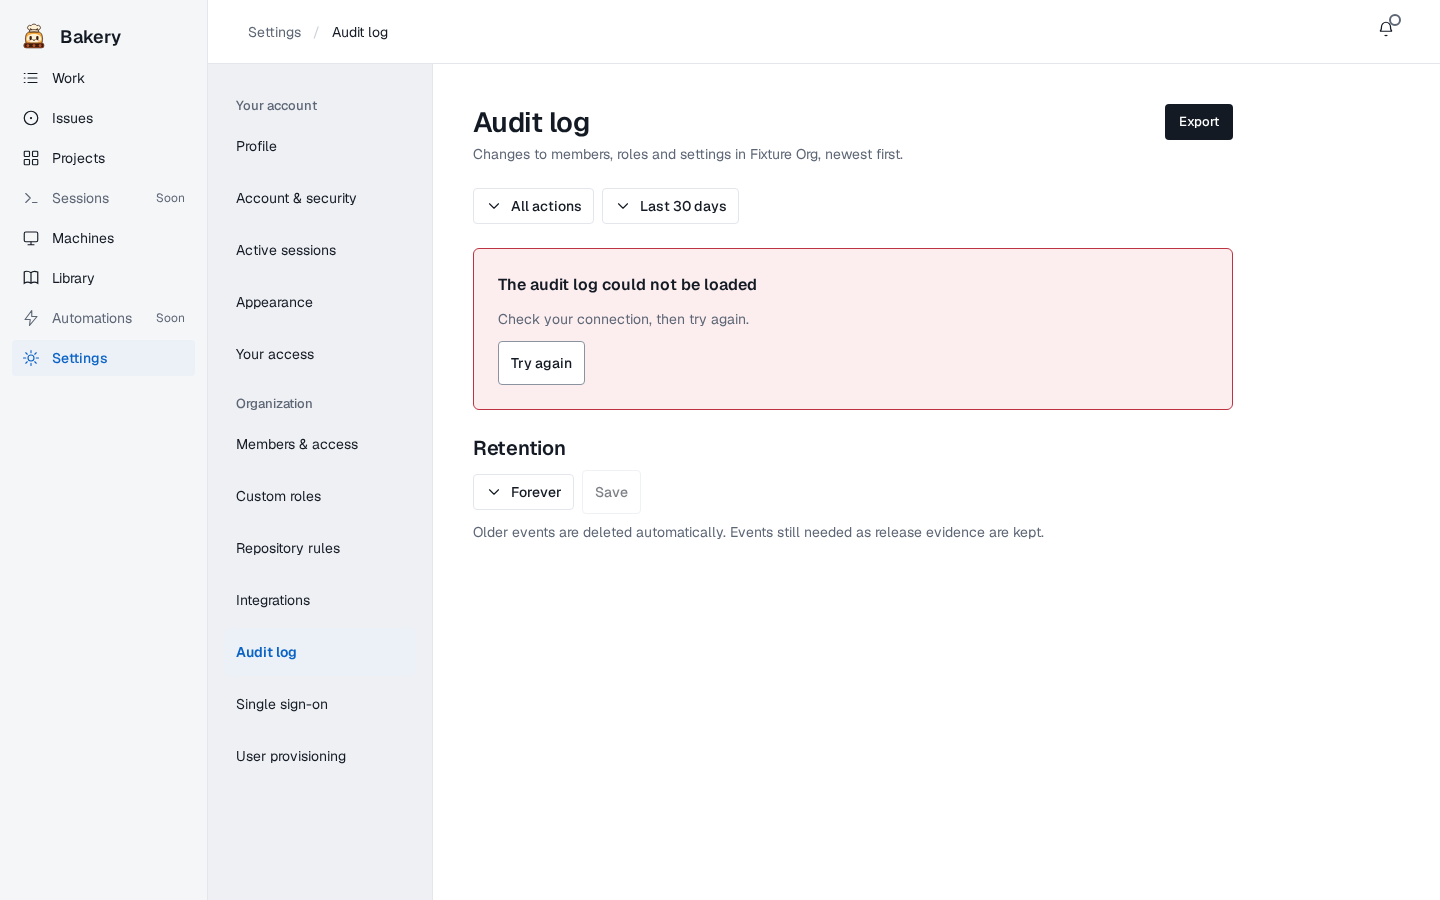 Bakery
Work
Issues
Projects
Sessions Soon
Machines
Library
Automations Soon
Settings
Settings / Audit log
Your account
Profile
Account & security
Active sessions
Appearance
Your access
Organization
Members & access
Custom roles
Repository rules
Integrations
Audit log
Single sign-on
User provisioning
Audit log
Export
Changes to members, roles and settings in Fixture Org, newest first.
All actions Last 30 days
The audit log could not be loaded
Check your connection, then try again.
Try again
Retention
Forever Save
Older events are deleted automatically. Events still needed as release evidence are kept.